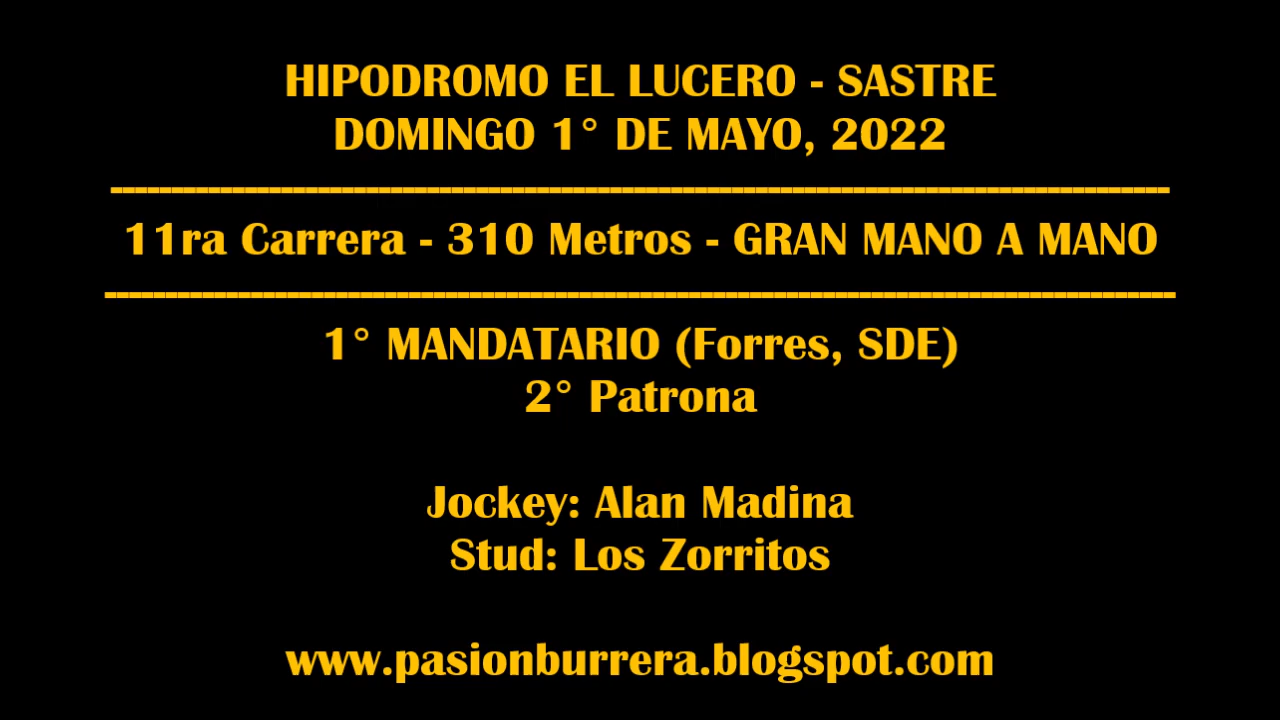 HIPODROMO EL LUCERO - SASTRE
DOMINGO 1° DE MAYO, 2022
11ra Carrera - 310 Metros - GRAN MANO A MANO
1° MANDATARIO (Forres, SDE)
2° Patrona
Jockey: Alan Madina
Stud: Los Zorritos
www.pasionburrera.blogspot.com